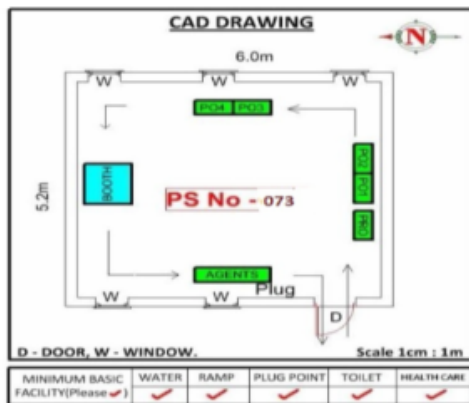 CAD DRAWING
N
6.0m
W W W
PO4 PO3
5.2m
BOOTH
PO2
PO1
PS No - 073
PRO
AGENTS
Plug
W W
D
D - DOOR, W - WINDOW. Scale 1cm : 1m
MINIMUM BASIC FACILITY(Please ✓) WATER RAMP PLUG POINT TOILET HEALTH CARE
✓ ✓ ✓ ✓ ✓